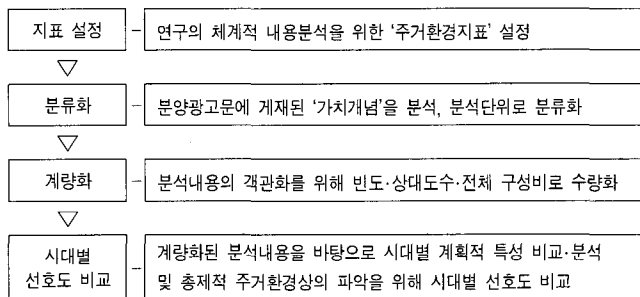 지표 설정
연구의 체계적 내용분석을 위한 '주거환경지표' 설정
분류화
분양광고문에 게재된 '가치개념'을 분석, 분석단위로 분류화
계량화
분석내용의 객관화를 위해 빈도·상대도수·전체 구성비로 수량화
시대별
선호도 비교
계량화된 분석내용을 바탕으로 시대별 계획적 특성 비교·분석
및 총제적 주거환경상의 파악을 위해 시대별 선호도 비교